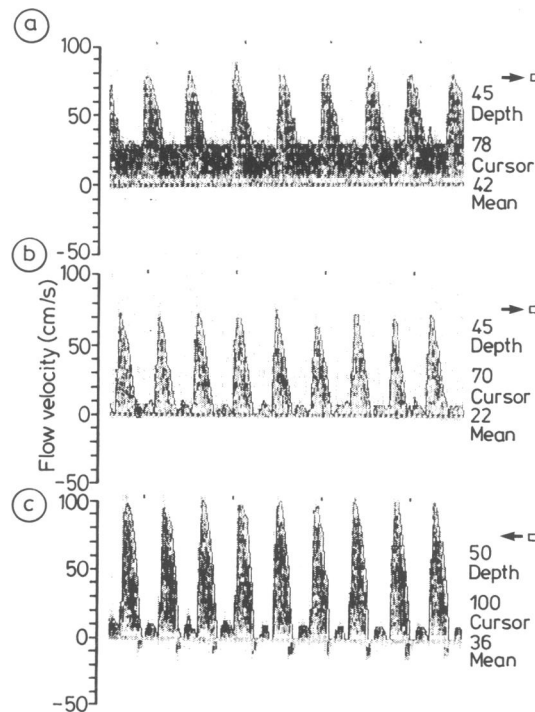 a
100
50
0
-50
45
Depth
78
Cursor
42
Mean
b
100
50
0
-50
45
Depth
70
Cursor
22
Mean
Flow velocity (cm/s)
c
100
50
0
-50
50
Depth
100
Cursor
36
Mean